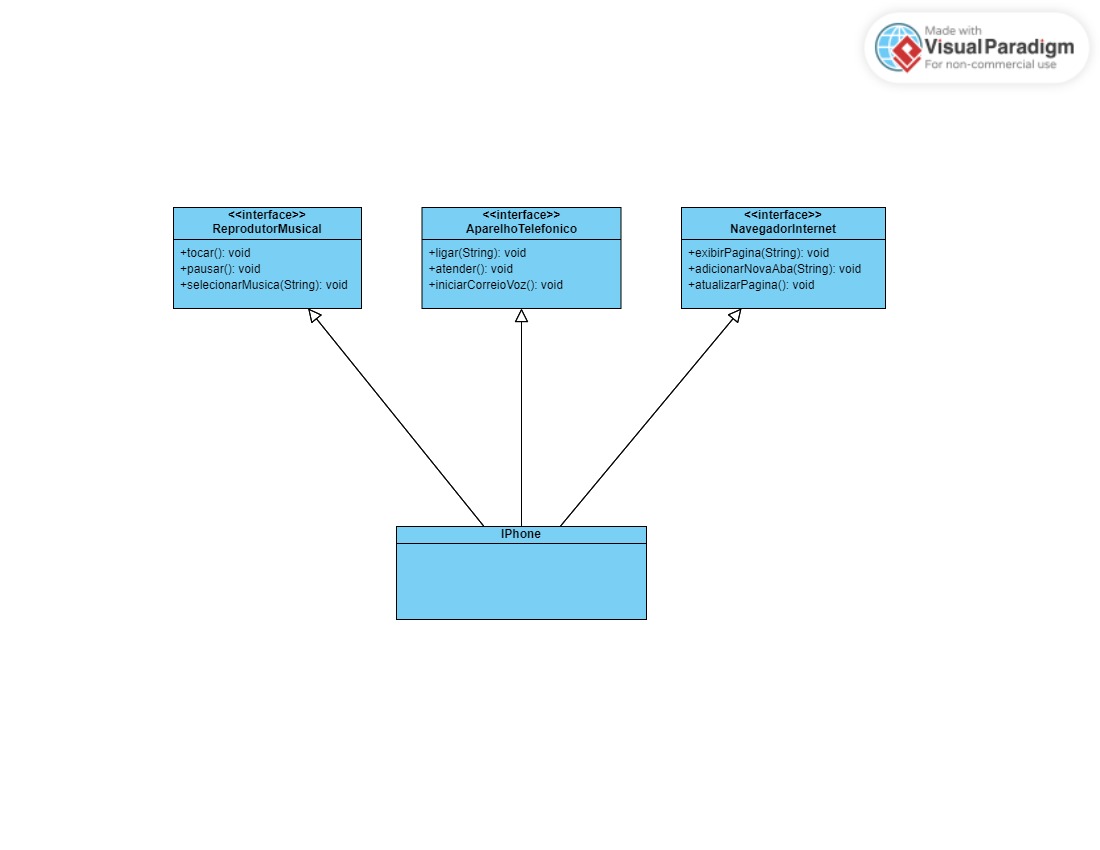 Made with
Visual Paradigm
For non-commercial use
<<interface>>
ReprodutorMusical
+tocar(): void
+pausar(): void
+selecionarMusica(String): void
<<interface>>
AparelhoTelefonico
+ligar(String): void
+atender(): void
+iniciarCorreioVoz(): void
<<interface>>
NavegadorInternet
+exibirPagina(String): void
+adicionarNovaAba(String): void
+atualizarPagina(): void
IPhone